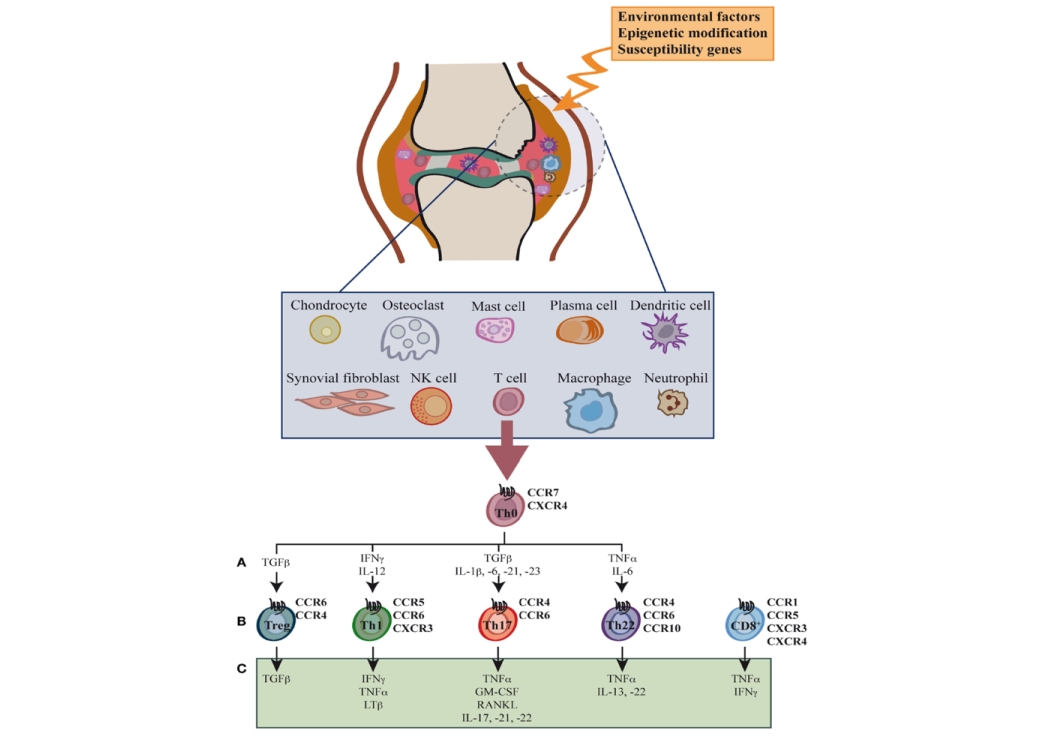 Environmental factors
Epigenetic modification
Susceptibility genes
Chondrocyte
Osteoclast
Mast cell
Plasma cell
Dendritic cell
Synovial fibroblast
NK cell
T cell
Macrophage
Neutrophil
Th0
CCR7
CXCR4
A
TGFβ
IFNγ
IL-12
TGFβ
IL-1β, -6, -21, -23
TNFα
IL-6
B
Treg
CCR6
CCR4
Th1
CCR5
CCR6
CXCR3
Th17
CCR4
CCR6
Th22
CCR4
CCR6
CCR10
CD8⁺
CCR1
CCR5
CXCR3
CXCR4
C
TGFβ
IFNγ
TNFα
LTβ
TNFα
GM-CSF
RANKL
IL-17, -21, -22
TNFα
IL-13, -22
TNFα
IFNγ